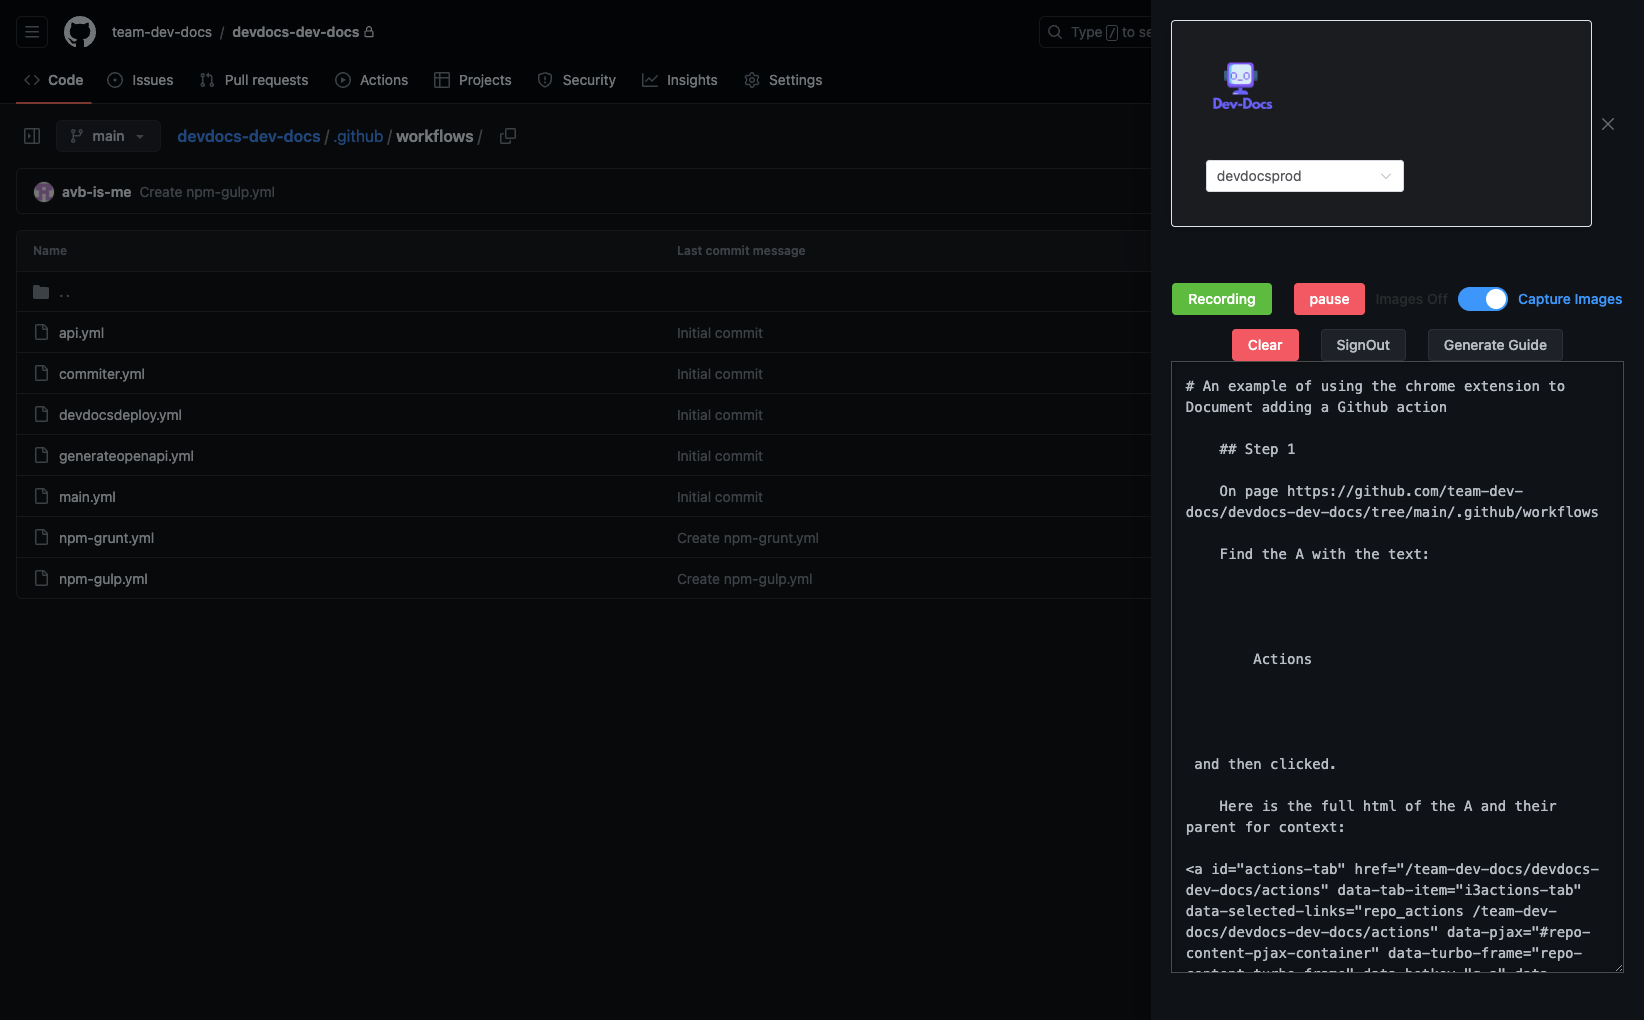 team-dev-docs / devdocs-dev-docs
Type / to se
Code Issues Pull requests Actions Projects Security Insights Settings
main devdocs-dev-docs / .github / workflows /
avb-is-me Create npm-gulp.yml
Name Last commit message
..
api.yml Initial commit
commiter.yml Initial commit
devdocsdeploy.yml Initial commit
generateopenapi.yml Initial commit
main.yml Initial commit
npm-grunt.yml Create npm-grunt.yml
npm-gulp.yml Create npm-gulp.yml
Dev-Docs
devdocsprod
Recording pause Images Off Capture Images
Clear SignOut Generate Guide
# An example of using the chrome extension to
Document adding a Github action
## Step 1
On page https://github.com/team-dev-
docs/devdocs-dev-docs/tree/main/.github/workflows
Find the A with the text:
Actions
and then clicked.
Here is the full html of the A and their
parent for context:
<a id="actions-tab" href="/team-dev-docs/devdocs-
dev-docs/actions" data-tab-item="i3actions-tab"
data-selected-links="repo_actions /team-dev-
docs/devdocs-dev-docs/actions" data-pjax="#repo-
content-pjax-container" data-turbo-frame="repo-